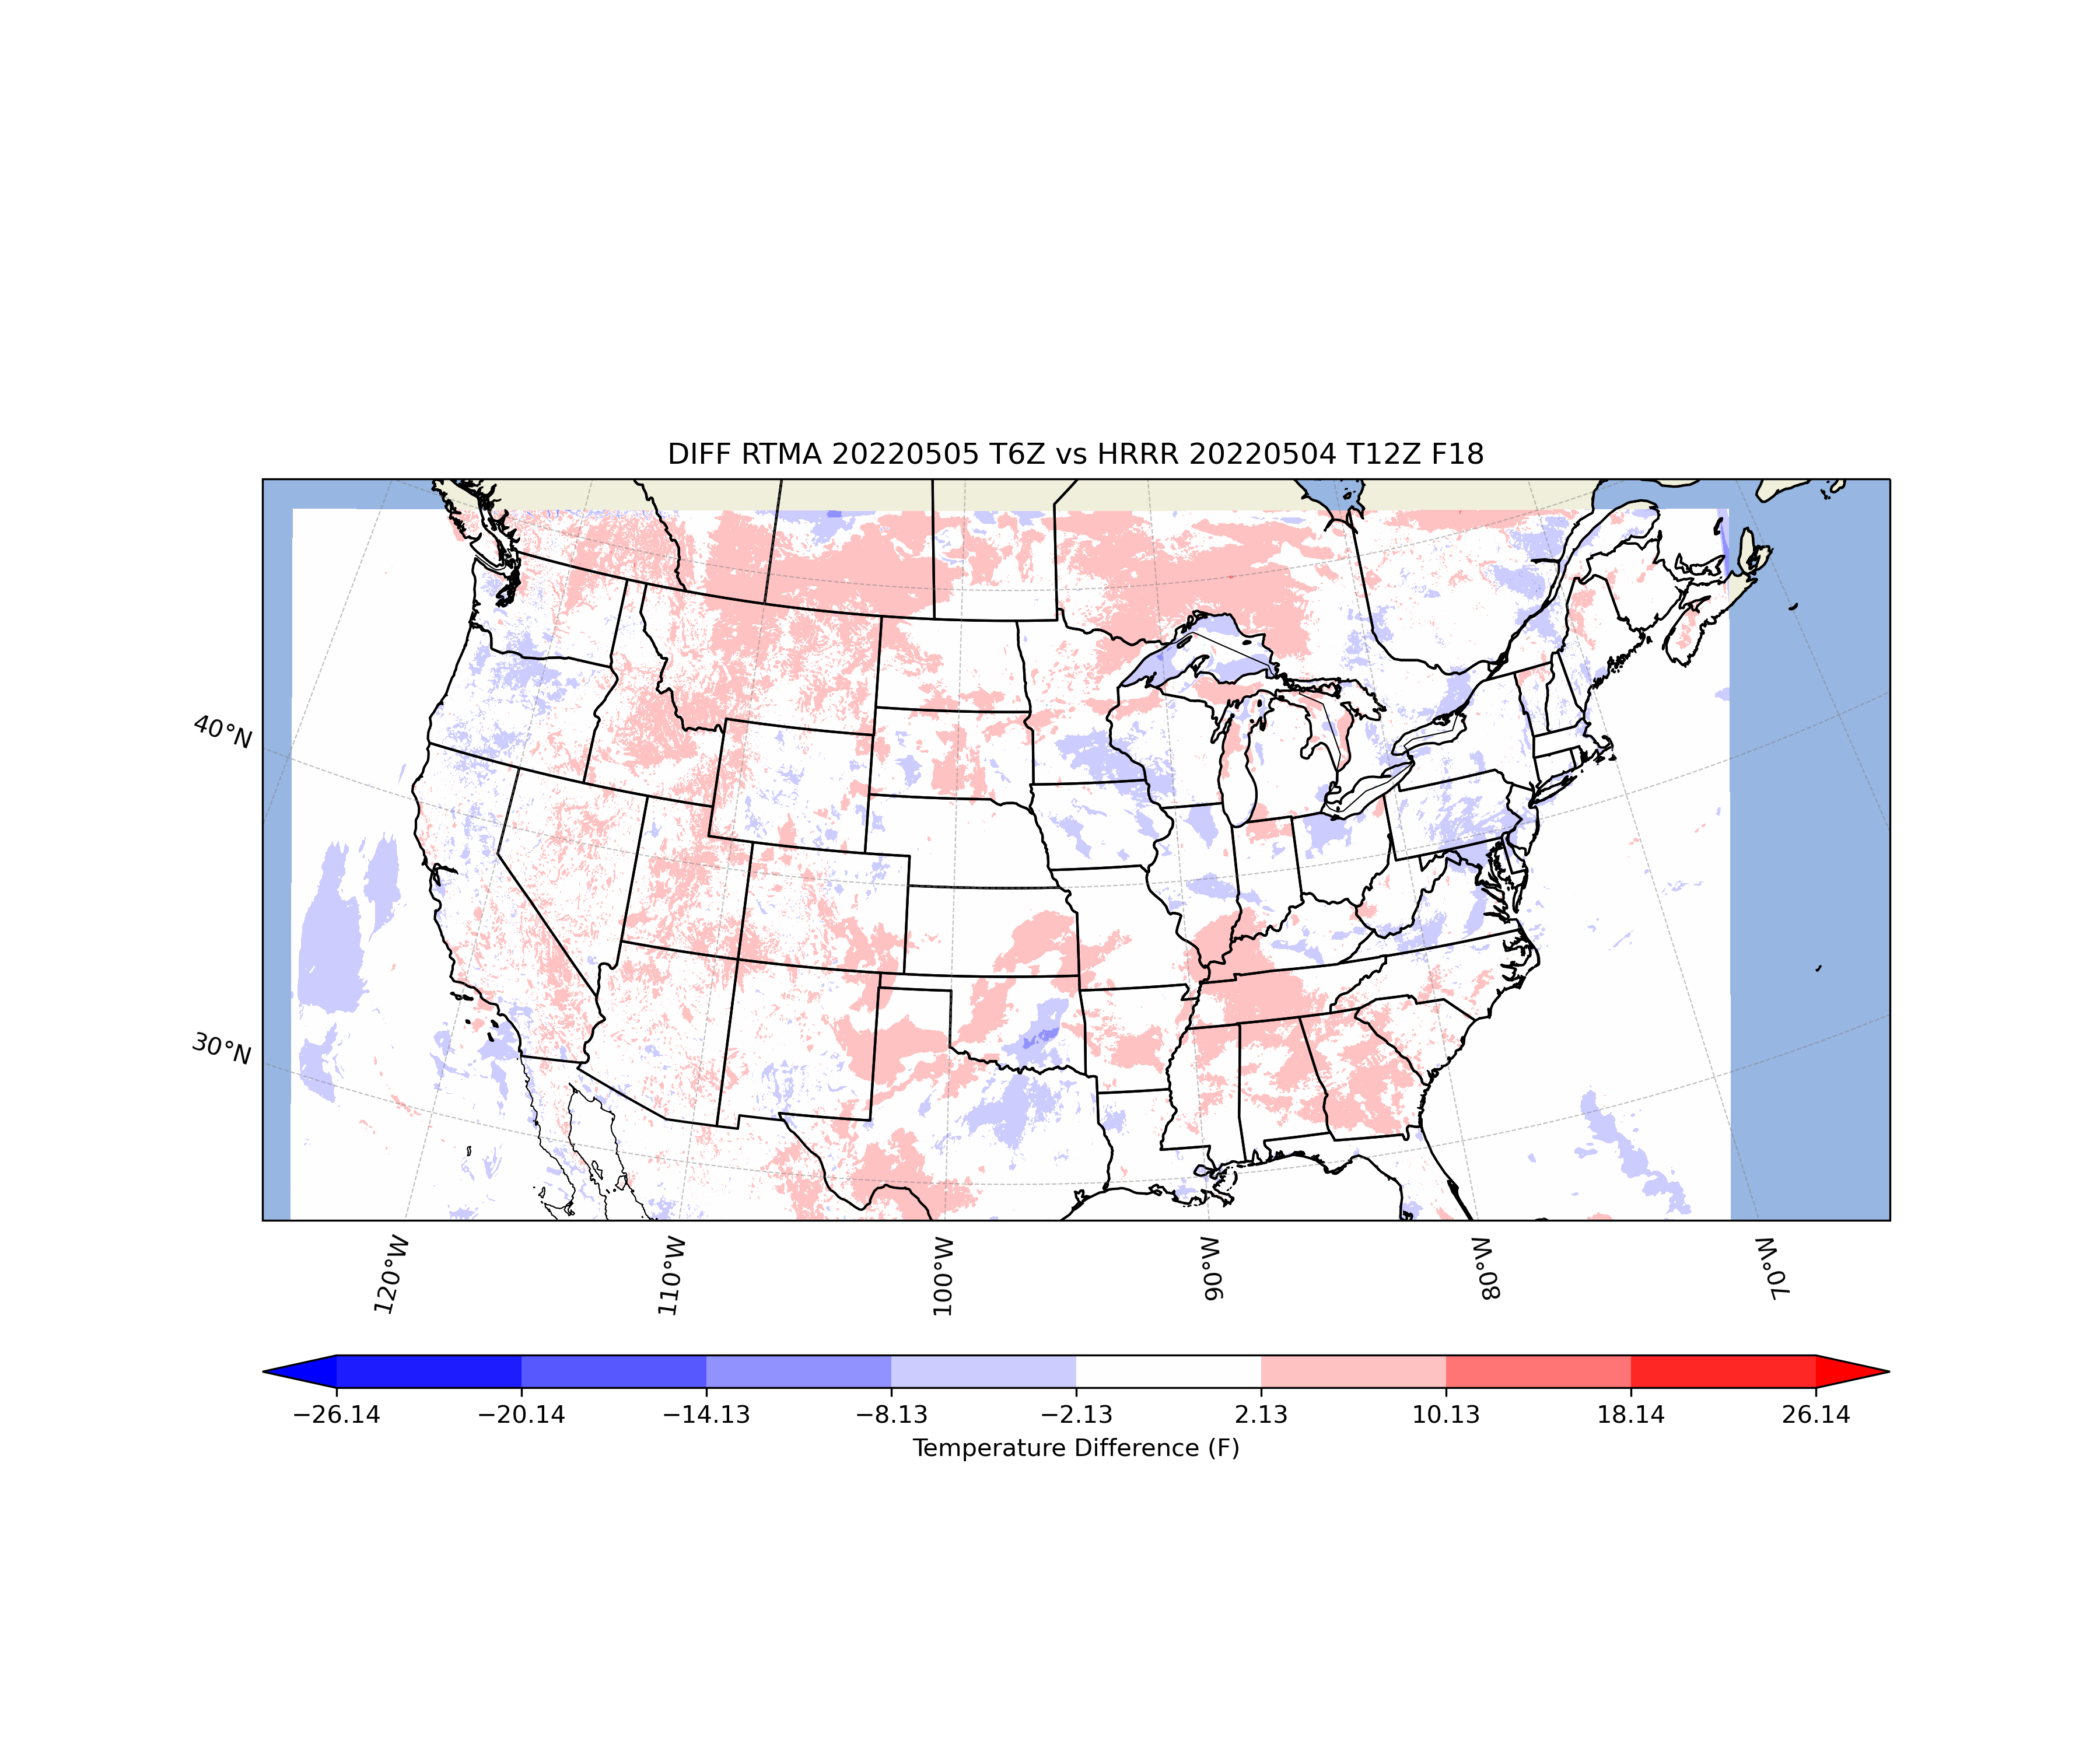 DIFF RTMA 20220505 T6Z vs HRRR 20220504 T12Z F18
40°N
30°N
120°W
110°W
100°W
90°W
80°W
70°W
−26.14
−20.14
−14.13
−8.13
−2.13
2.13
10.13
18.14
26.14
Temperature Difference (F)